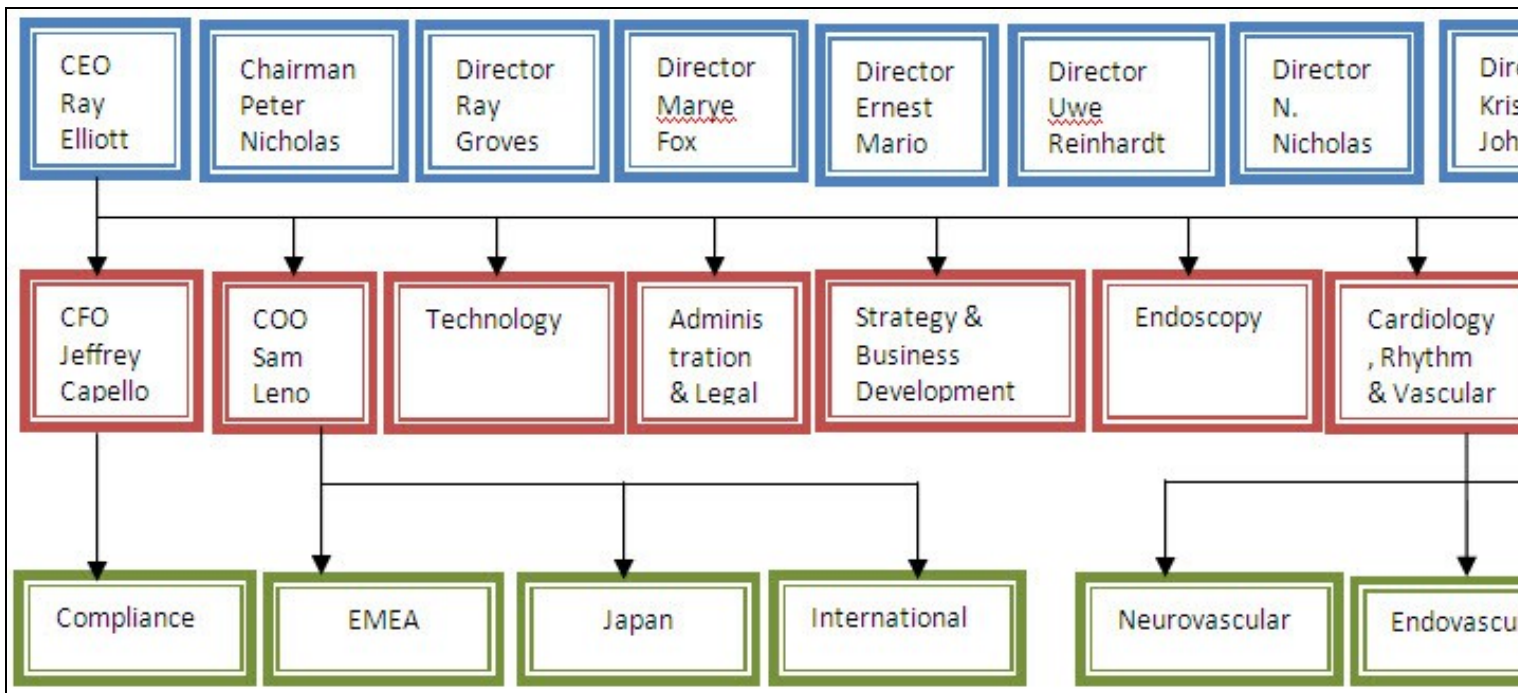 CEO
Ray
Elliott
Chairman
Peter
Nicholas
Director
Ray
Groves
Director
Marye
Fox
Director
Ernest
Mario
Director
Uwe
Reinhardt
Director
N.
Nicholas
CFO
Jeffrey
Capello
COO
Sam
Leno
Technology
Adminis
tration
& Legal
Strategy &
Business
Development
Endoscopy
Cardiology
, Rhythm
& Vascular
Compliance
EMEA
Japan
International
Neurovascular